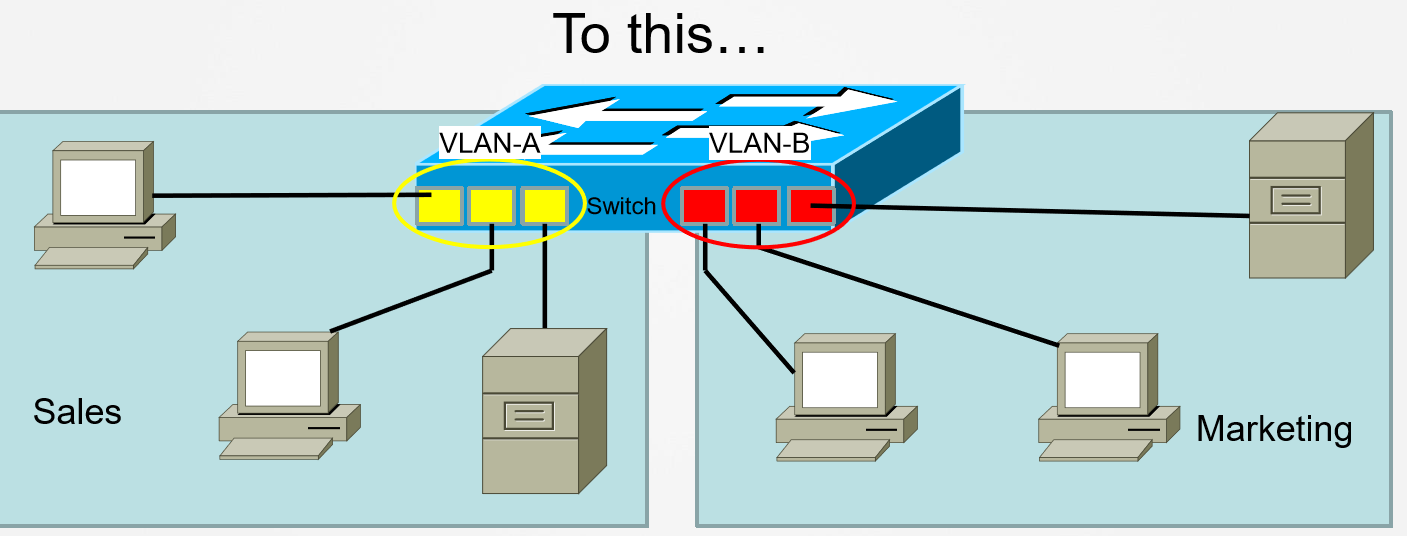 To this…
VLAN-A
VLAN-B
Switch
Sales
Marketing